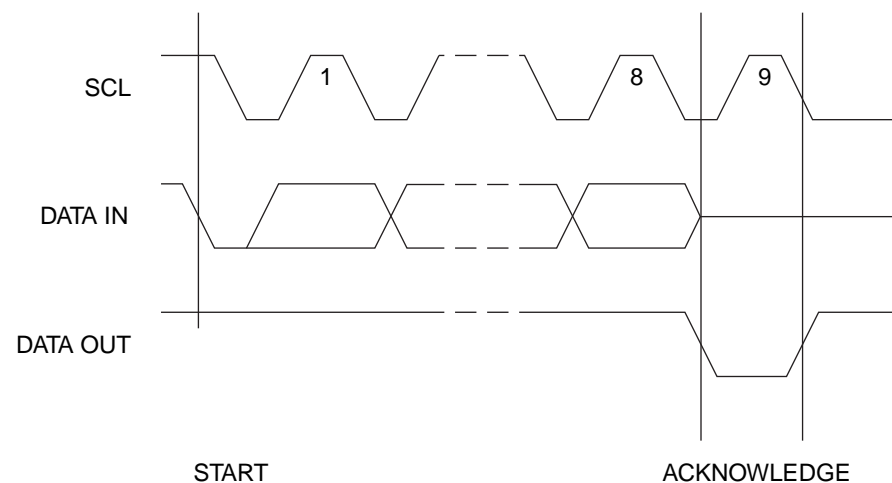 SCL
1
8
9
DATA IN
DATA OUT
START
ACKNOWLEDGE